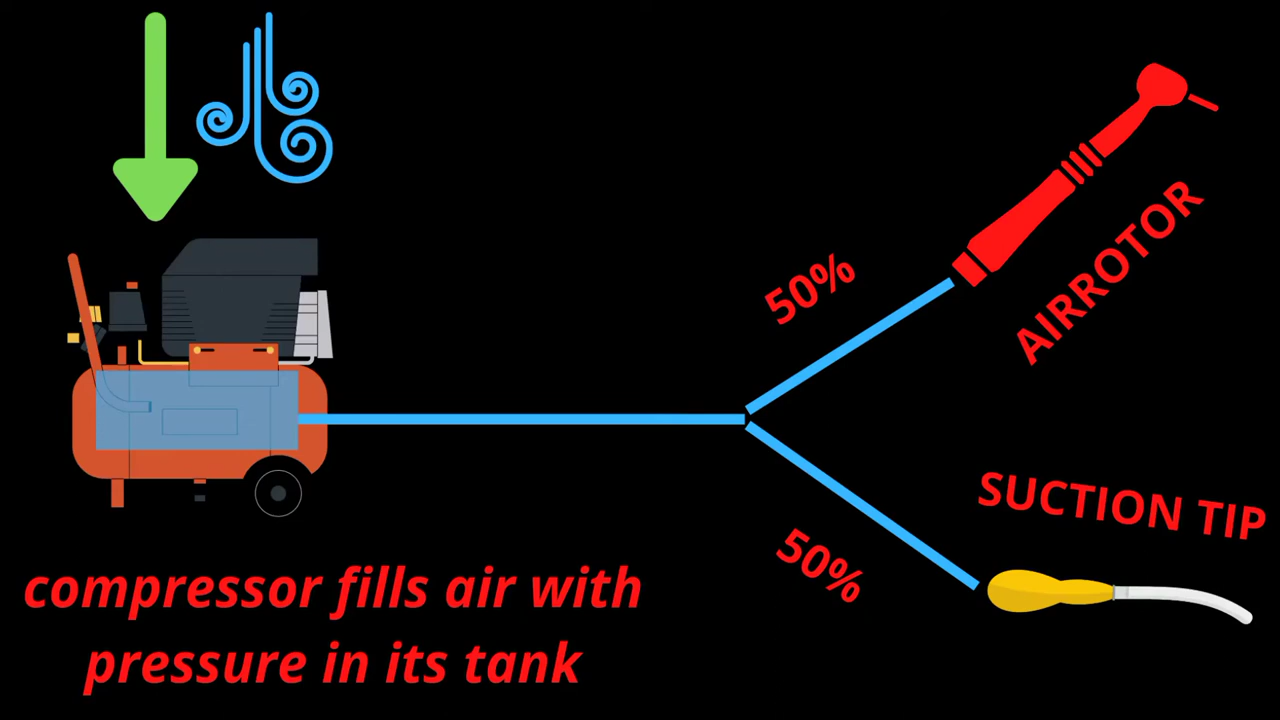 50%
AIRROTOR
SUCTION TIP
50%
compressor fills air with
pressure in its tank